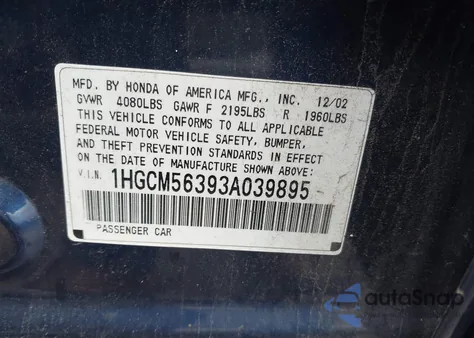 MFD. BY HONDA OF AMERICA MFG., INC. 12/02
GVWR 4080LBS GAWR F 2195LBS R 1960LBS
THIS VEHICLE CONFORMS TO ALL APPLICABLE
FEDERAL MOTOR VEHICLE SAFETY, BUMPER,
AND THEFT PREVENTION STANDARDS IN EFFECT
ON THE DATE OF MANUFACTURE SHOWN ABOVE:
V.I.N. 1HGCM56393A039895
PASSENGER CAR
autoSnap